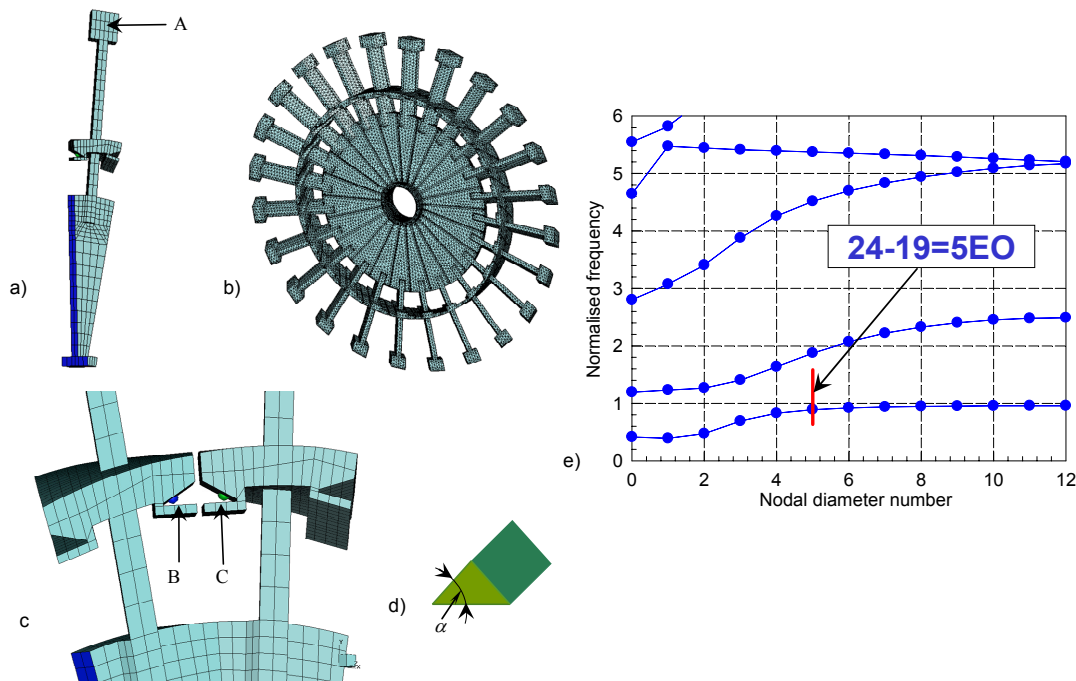 A
a)
b)
B
C
c
d)
α
e)
Normalised frequency
6
5
4
3
2
1
0
24-19=5EO
0 2 4 6 8 10 12
Nodal diameter number